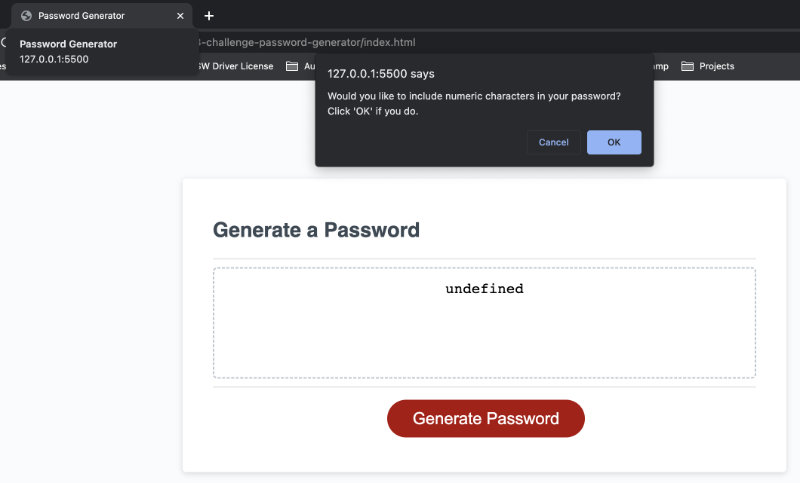 Password Generator
Password Generator
127.0.0.1:5500
-challenge-password-generator/index.html
SW Driver License
Au
mp
Projects
127.0.0.1:5500 says
Would you like to include numeric characters in your password?
Click 'OK' if you do.
Cancel
OK
Generate a Password
undefined
Generate Password